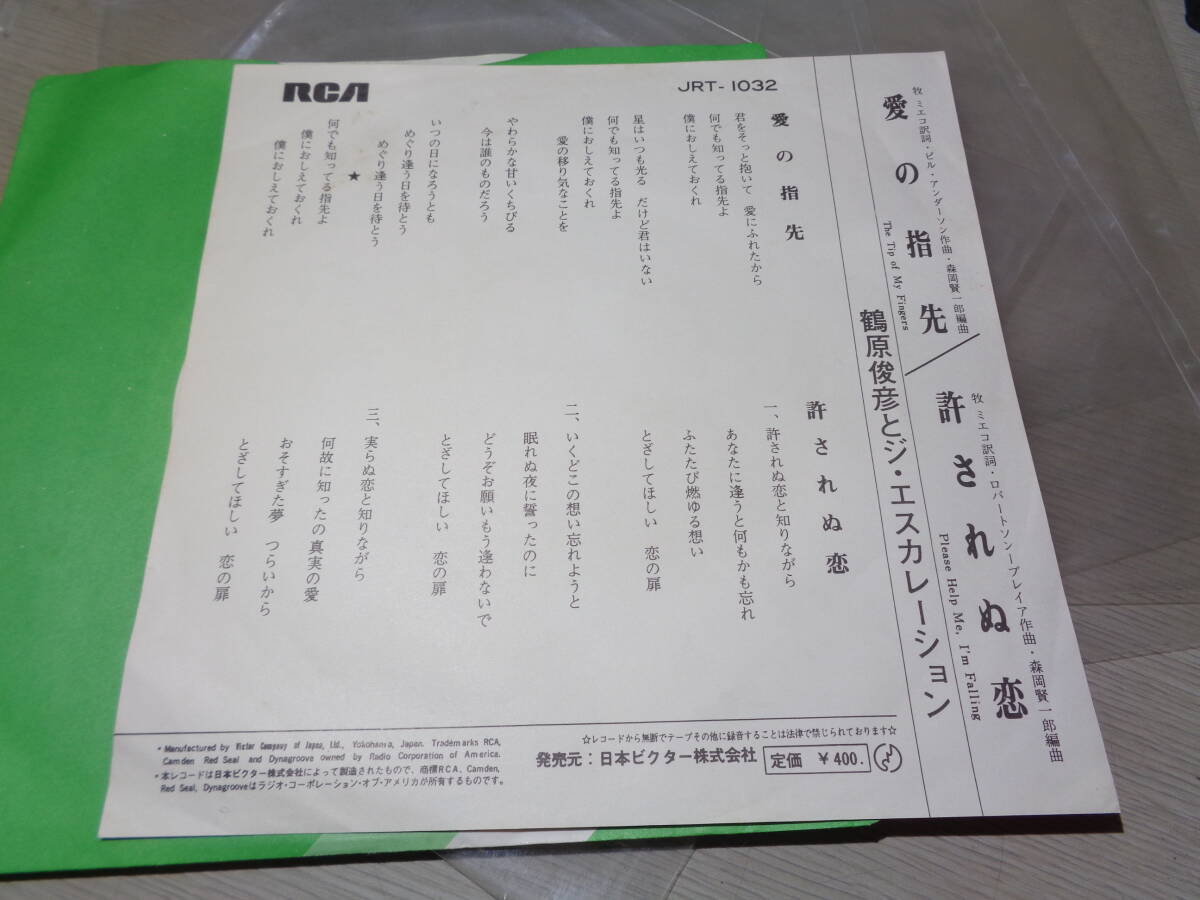 RCA
JRT-1032
牧 ミエコ訳詞・ビル・アンダーソン作曲・森岡賢一郎編曲
愛の指先/許されぬ恋
The Tip of My Fingers
牧 ミエコ訳詞・ロバートソン―ブレイア作曲・森岡賢一郎編曲
Please Help Me, I'm Falling
鶴原俊彦とジ・エスカレーション
愛の指先
君をそっと抱いて 愛にふれたから
何でも知ってる指先よ
僕におしえておくれ
星はいつも光る だけど君はいない
何でも知ってる指先よ
僕におしえておくれ
愛の移り気なことを
やわらかな甘いくちびる
今は誰のものだろう
いつの日になろうとも
めぐり逢う日を待とう
めぐり逢う日を待とう
★
何でも知ってる指先よ
僕におしえておくれ
僕におしえておくれ
許されぬ恋
一、許されぬ恋と知りながら
あなたに逢うと何もかも忘れ
ふたたび燃ゆる想い
とざしてほしい 恋の扉
二、いくどこの想い忘れようと
眠れぬ夜に誓ったのに
どうぞお願いもう逢わないで
とざしてほしい 恋の扉
三、実らぬ恋と知りながら
何故に知ったの真実の愛
おそすぎた夢 つらいから
とざしてほしい 恋の扉
* Manufactured by Victor Company of Japan, Ltd., Yokohama, Japan. Trademarks RCA,
Camden Red Seal and Dynagroove owned by Radio Corporation of America.
* 本レコードは日本ビクター株式会社によって製造されたもので、商標RCA、Camden,
Red Seal, Dynagrooveはラジオ・コーポレーション・オブ・アメリカが所有するものです。
☆レコードから無断でテープその他に録音することは法律で禁じられております☆
発売元:日本ビクター株式会社 定価 ¥400.